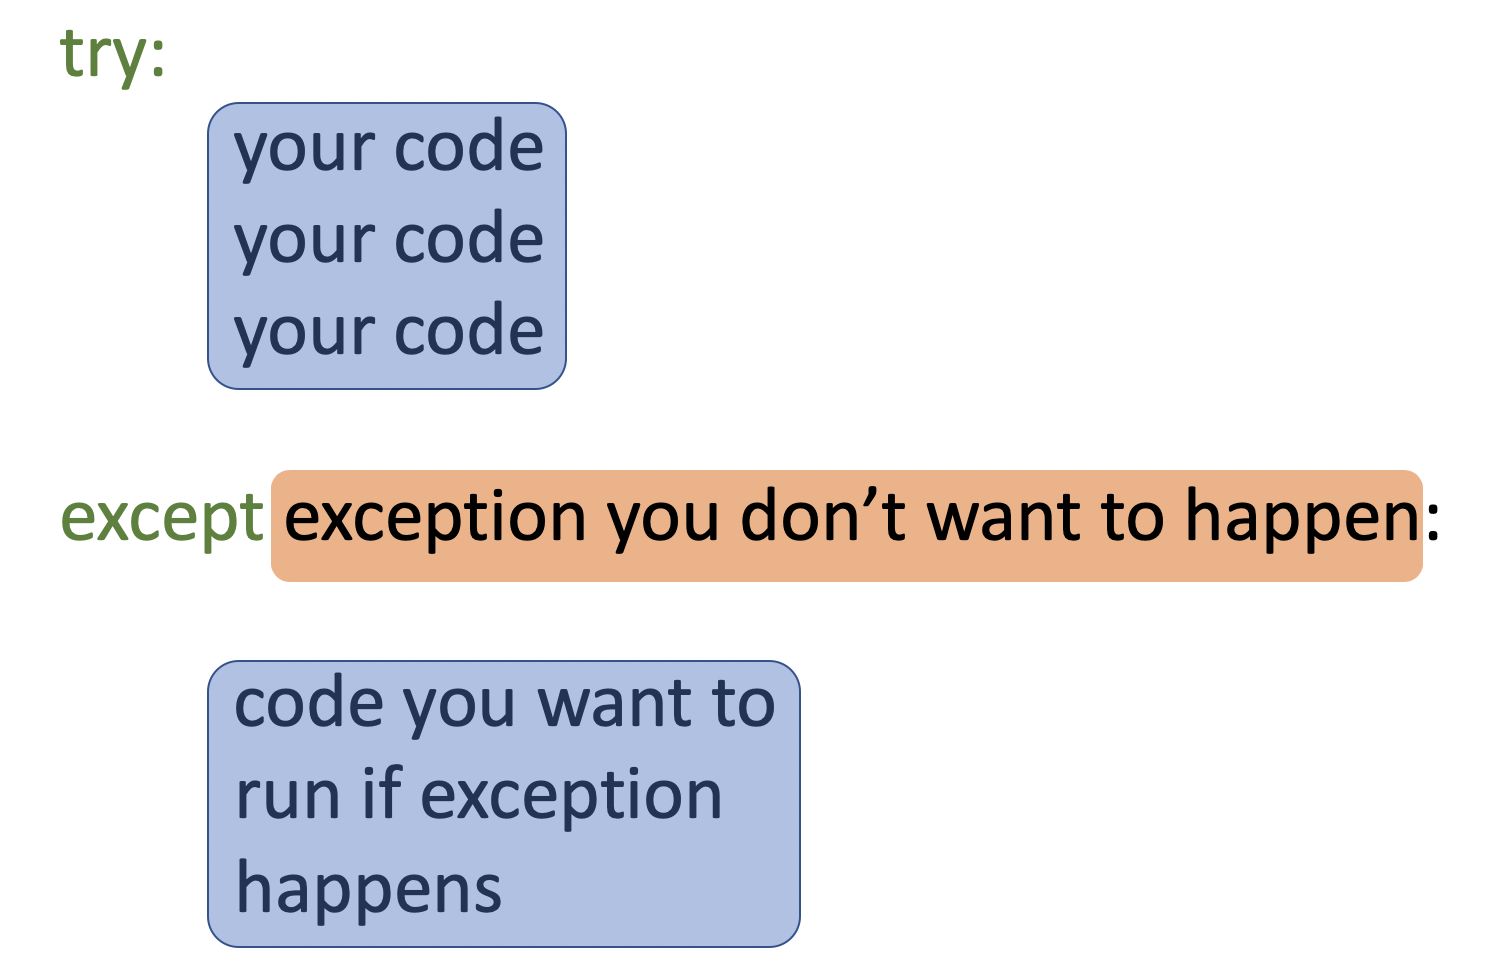 try:
your code
your code
your code
except exception you don’t want to happen:
code you want to
run if exception
happens